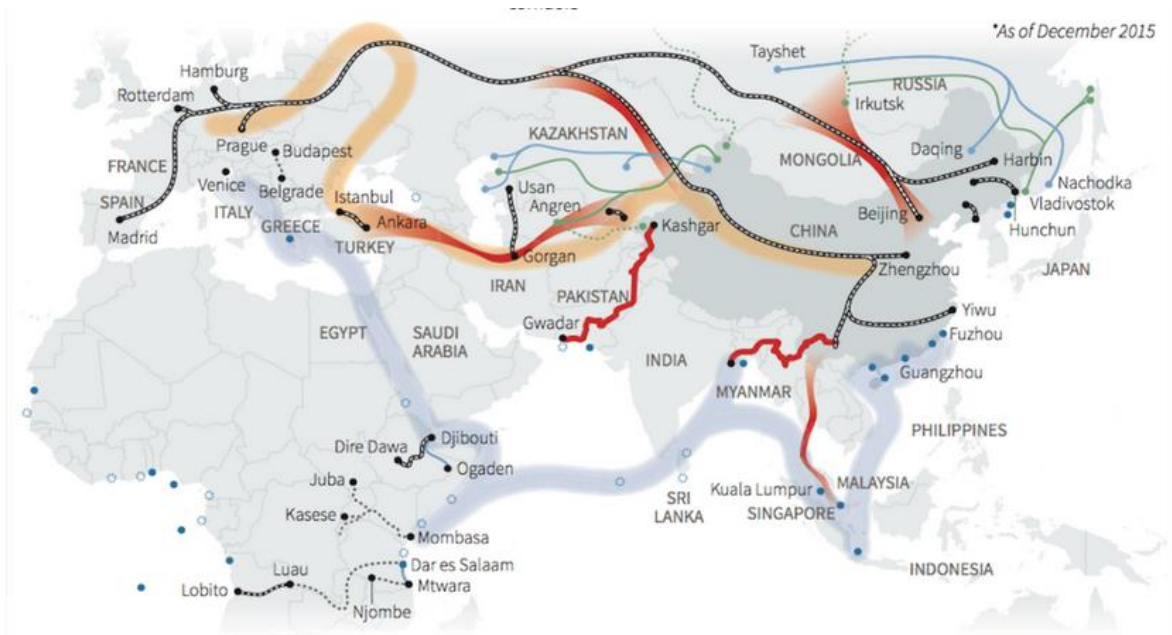 *As of December 2015
Tayshet
Hamburg
Rotterdam
RUSSIA
Irkutsk
KAZAKHSTAN
Prague
Budapest
MONGOLIA
Daqing
Harbin
FRANCE
Venice
Belgrade
Usan
Nachodka
SPAIN
ITALY
Istanbul
Angren
Vladivostok
Ankara
Beijing
GREECE
Kashgar
CHINA
Hunchun
Madrid
TURKEY
Gorgan
Zhengzhou
JAPAN
IRAN
PAKISTAN
Yiwu
EGYPT
SAUDI
ARABIA
Gwadar
Fuzhou
INDIA
Guangzhou
MYANMAR
PHILIPPINES
Dire Dawa
Djibouti
Ogaden
Juba
MALAYSIA
Kuala Lumpur
SRI
LANKA
SINGAPORE
Kasese
Mombasa
Dar es Salaam
INDONESIA
Luau
Lobito
Mtwara
Njombe